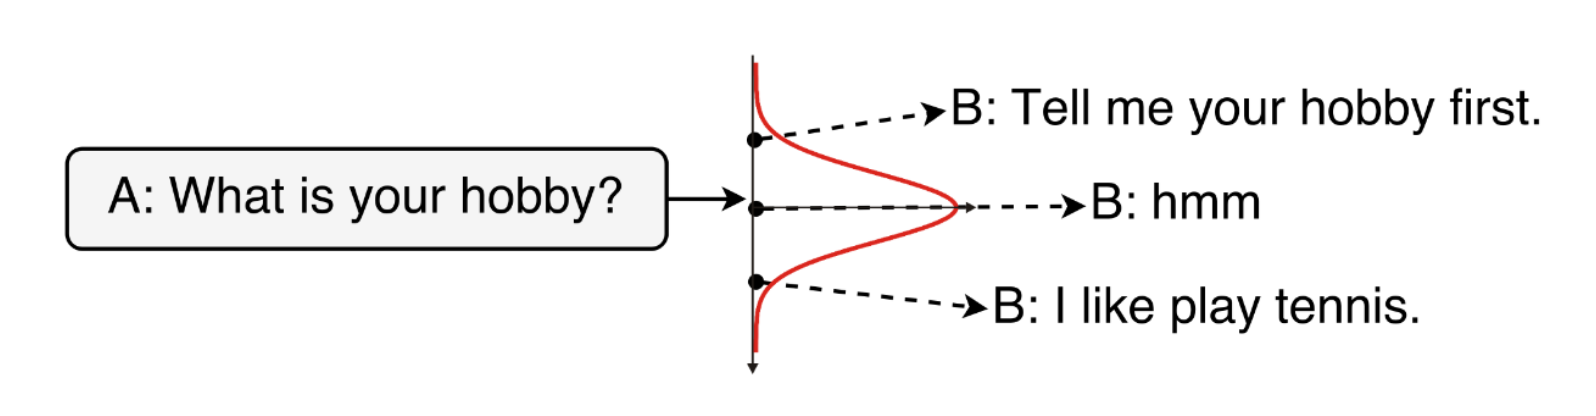 A: What is your hobby?
B: Tell me your hobby first.
B: hmm
B: I like play tennis.